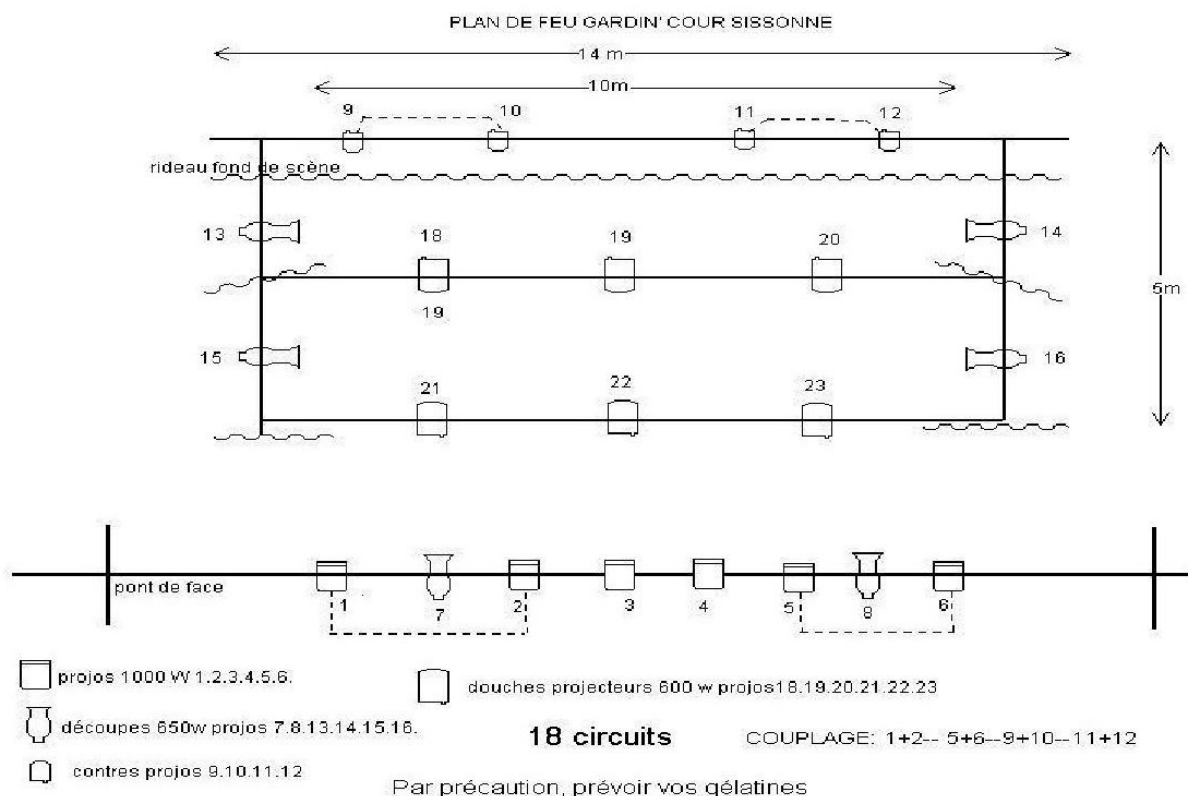 PLAN DE FEU GARDIN' COUR SISSONNE
14 m
10m
9 10 11 12
rideau fond de scène
13 18 19 20 14
5m
19
15 16
21 22 23
pont de face
1 7 2 3 4 5 8 6
projos 1000 W 1.2.3.4.5.6.
douches projecteurs 600 w projos18.19.20.21.22.23
découpes 650w projos 7.8.13.14.15.16.
18 circuits
COUPLAGE: 1+2-- 5+6--9+10--11+12
contres projos 9.10.11.12
Par précaution, prévoir vos gélatines